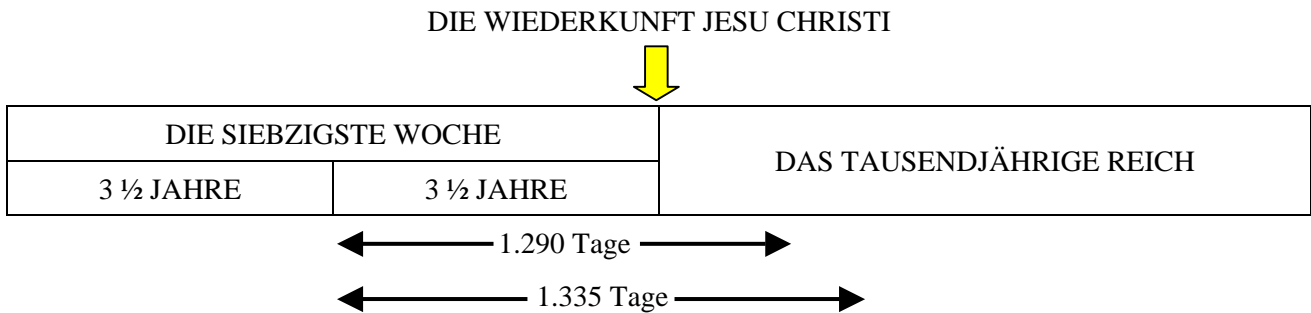 DIE WIEDERKUNFT JESU CHRISTI
DIE SIEBZIGSTE WOCHE
DAS TAUSENDJÄHRIGE REICH
3 ½ JAHRE
3 ½ JAHRE
1.290 Tage
1.335 Tage